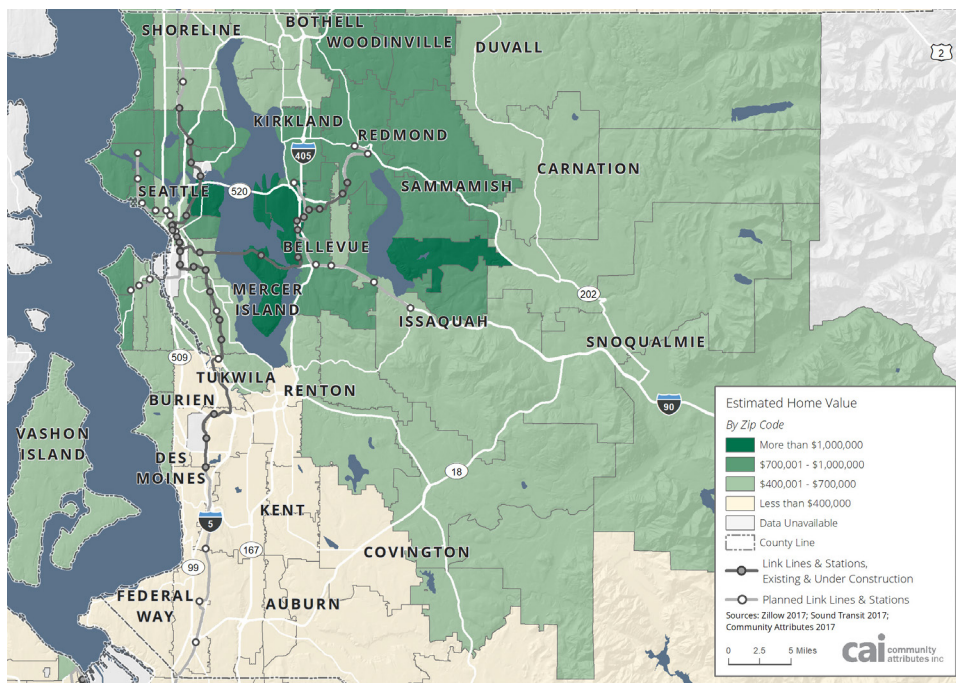 SHORELINE
BOTHELL
WOODINVILLE
DUVALL
2
KIRKLAND
405
REDMOND
CARNATION
SEATTLE
520
SAMMAMISH
BELLEVUE
MERCER
ISLAND
202
ISSAQUAH
SNOQUALMIE
509
TUKWILA
RENTON
BURIEN
90
VASHON
ISLAND
DES
MOINES
18
KENT
5
167
COVINGTON
99
FEDERAL
WAY
AUBURN
Estimated Home Value
By Zip Code
More than $1,000,000
$700,001 - $1,000,000
$400,001 - $700,000
Less than $400,000
Data Unavailable
County Line
Link Lines & Stations,
Existing & Under Construction
Planned Link Lines & Stations
Sources: Zillow 2017; Sound Transit 2017;
Community Attributes 2017
0 2.5 5 Miles
cai community
attributes inc